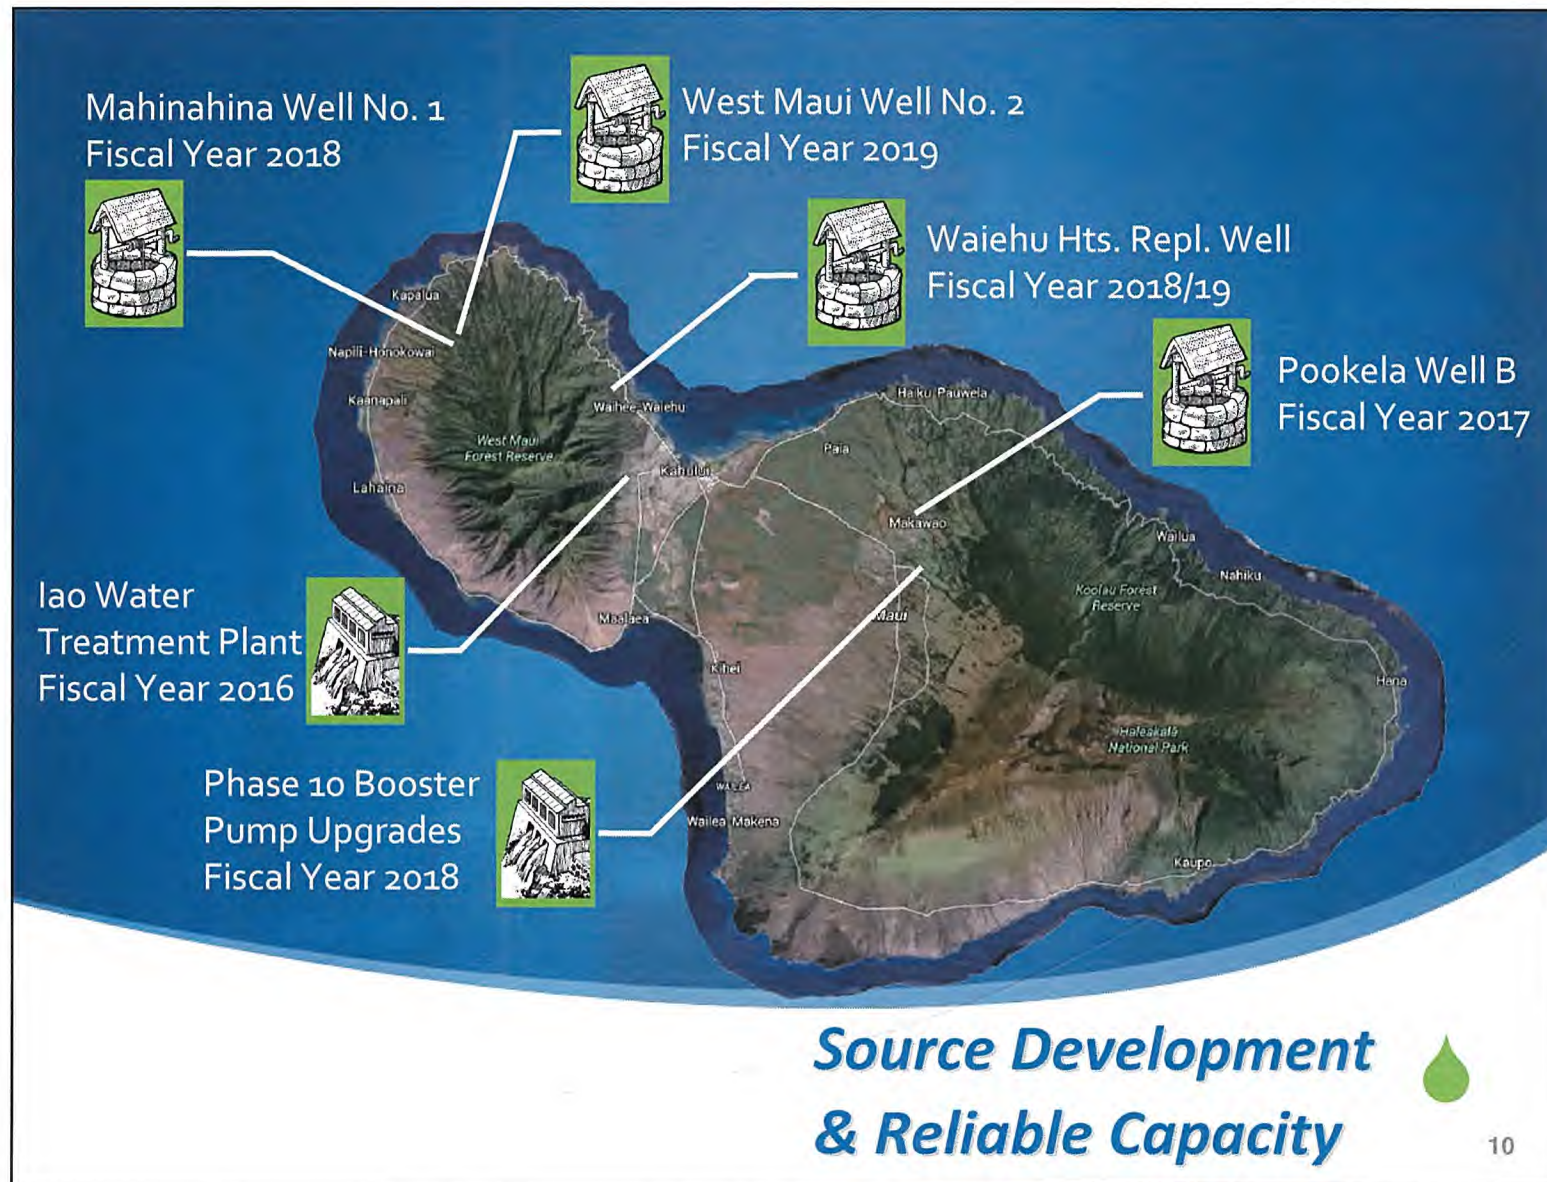 Mahinahina Well No. 1
Fiscal Year 2018
West Maui Well No. 2
Fiscal Year 2019
Waiehu Hts. Repl. Well
Fiscal Year 2018/19
Pookela Well B
Fiscal Year 2017
Kapalua
Napili-Honokowai
Kaanapali
West Maui
Forest Reserve
Lahaina
Waihee-Waiehu
Kahului
Haiku-Pauwela
Paia
Makawao
Wailua
Nahiku
Koolau Forest
Reserve
Maui
Maalaea
Kihei
Hana
Haleakala
National Park
WAILEA
Wailea Makena
Kaupo
Iao Water
Treatment Plant
Fiscal Year 2016
Phase 10 Booster
Pump Upgrades
Fiscal Year 2018
Source Development
& Reliable Capacity
10